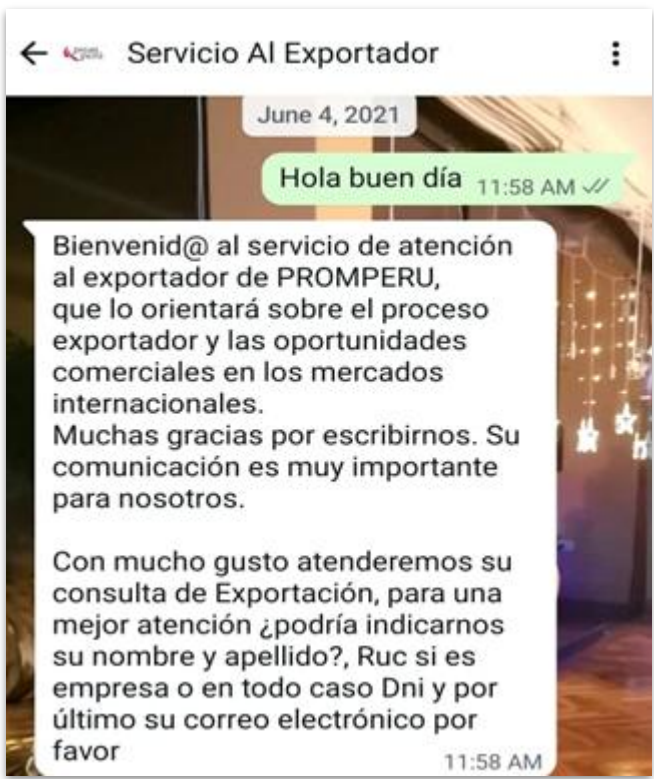 Servicio Al Exportador
June 4, 2021
Hola buen día 11:58 AM
Bienvenid@ al servicio de atención
al exportador de PROMPERU,
que lo orientará sobre el proceso
exportador y las oportunidades
comerciales en los mercados
internacionales.
Muchas gracias por escribirnos. Su
comunicación es muy importante
para nosotros.
Con mucho gusto atenderemos su
consulta de Exportación, para una
mejor atención ¿podría indicarnos
su nombre y apellido?, Ruc si es
empresa o en todo caso Dni y por
último su correo electrónico por
favor
11:58 AM